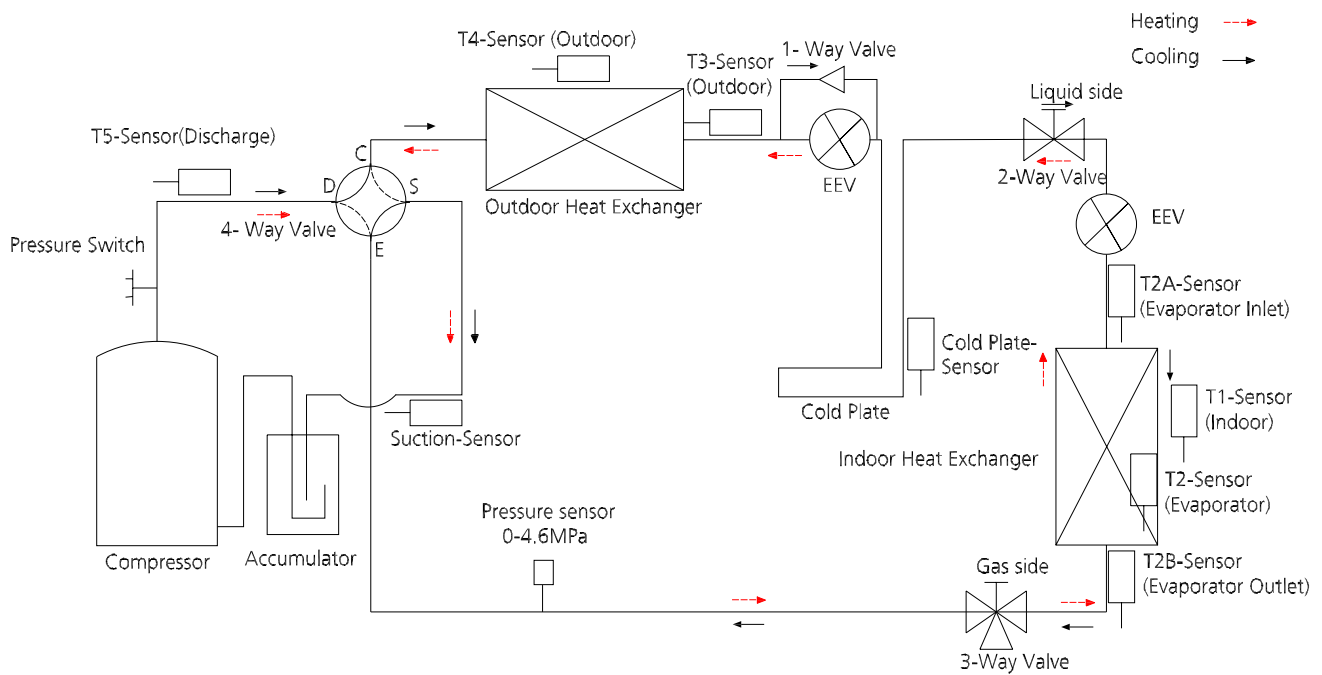 Heating
Cooling
T4-Sensor (Outdoor)
1- Way Valve
T3-Sensor
(Outdoor)
Liquid side
T5-Sensor(Discharge)
C
D
S
E
4- Way Valve
Outdoor Heat Exchanger
EEV
2-Way Valve
EEV
Pressure Switch
T2A-Sensor
(Evaporator Inlet)
Cold Plate-
Sensor
Cold Plate
T1-Sensor
(Indoor)
Suction-Sensor
Indoor Heat Exchanger
T2-Sensor
(Evaporator)
Pressure sensor
0-4.6MPa
Compressor
Accumulator
Gas side
T2B-Sensor
(Evaporator Outlet)
3-Way Valve